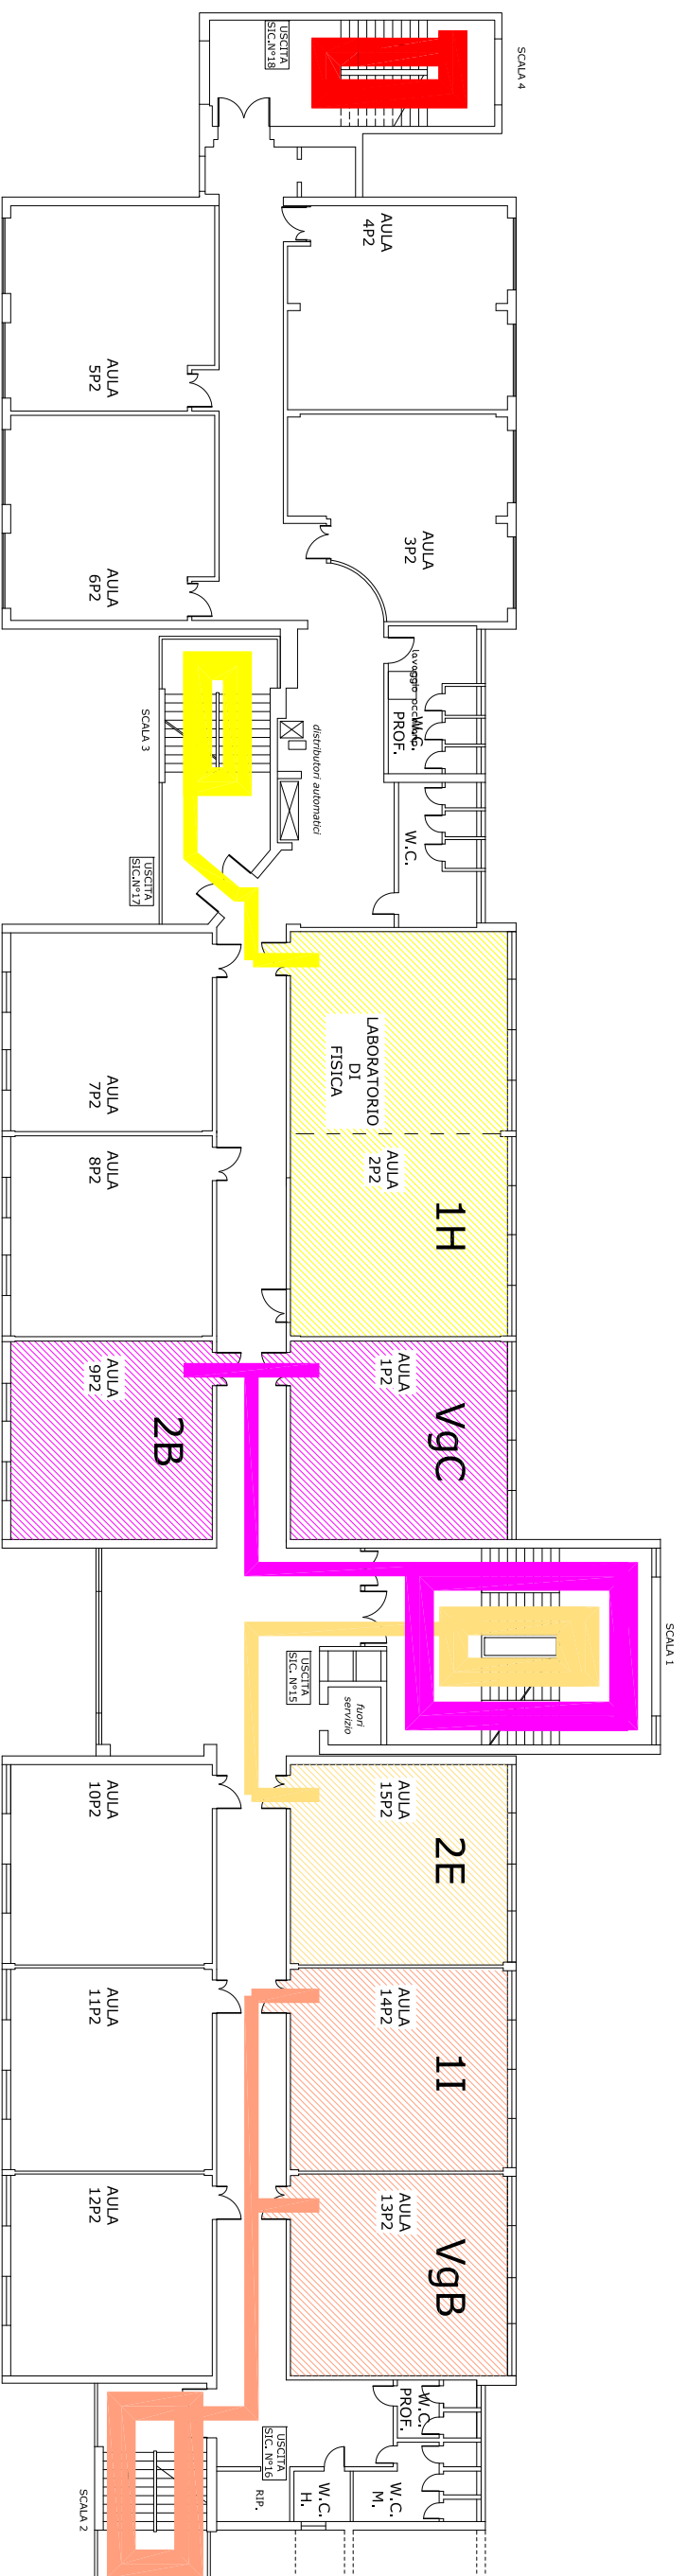 SCALA 4
USCITA
SIC.N°18
AULA
4P2
AULA
5P2
AULA
3P2
AULA
6P2
lavaggio occhi
W.C.
PROF.
SCALA 3
distributori automatici
W.C.
USCITA
SIC.N°17
LABORATORIO
DI
FISICA
AULA
7P2
AULA
2P2
1H
AULA
8P2
AULA
1P2
VgC
AULA
9P2
2B
SCALA 1
USCITA
SIC. N°15
fuori
servizio
AULA
15P2
2E
AULA
10P2
AULA
14P2
1I
AULA
11P2
AULA
13P2
VgB
AULA
12P2
W.C.
PROF.
USCITA
SIC. N°16
W.C.
M.
W.C.
H.
RIP.
SCALA 2